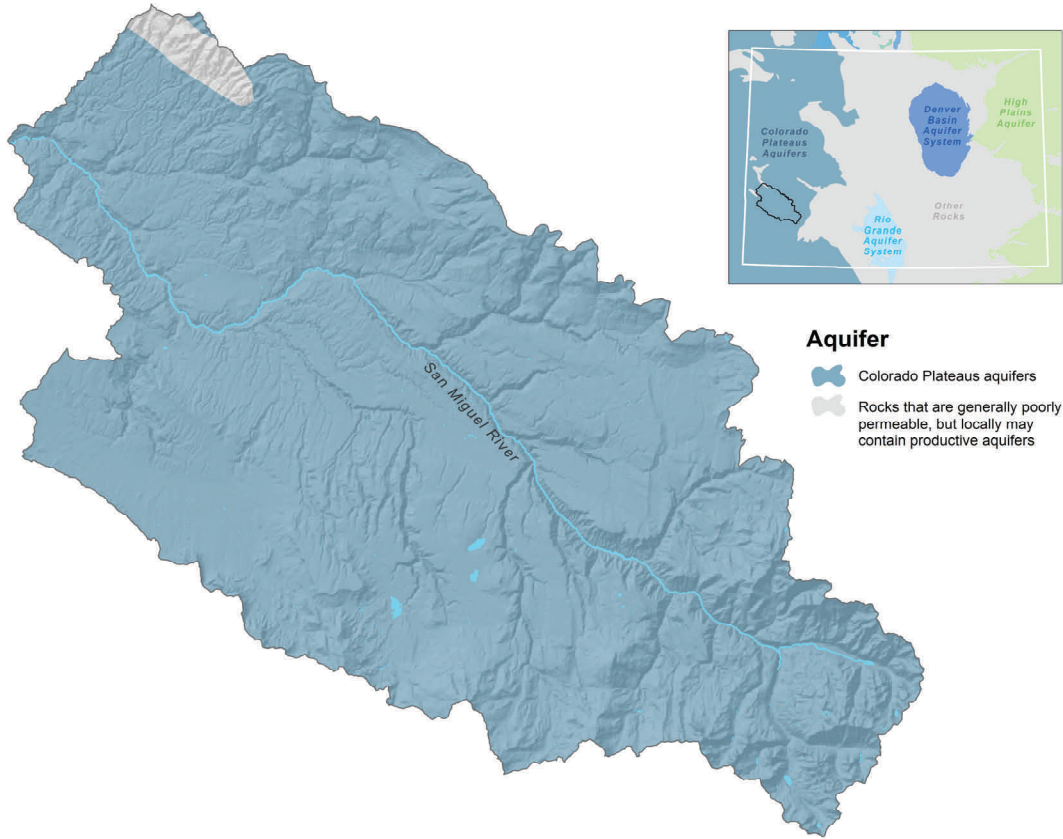 Colorado
Plateaus
Aquifers
Denver
Basin
Aquifer
System
High
Plains
Aquifer
Other
Rocks
Rio
Grande
Aquifer
System
Aquifer
Colorado Plateaus aquifers
Rocks that are generally poorly
permeable, but locally may
contain productive aquifers
San Miguel River